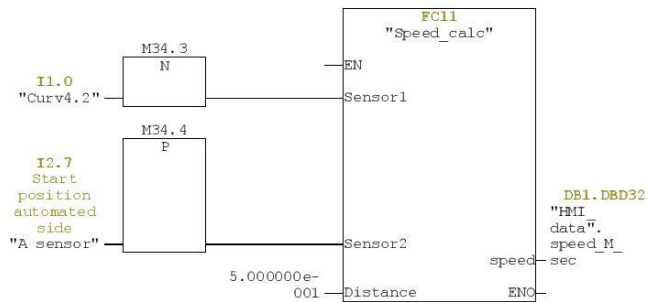 FC11
"Speed_calc"
M34.3
N
EN
I1.0
"Curv4.2"
Sensor1
M34.4
P
I2.7
Start
position
automated
side
"A sensor"
Sensor2
DB1.DBD32
"HMI_
data".
speed_M_
speed
sec
5.000000e-
001
Distance
ENO